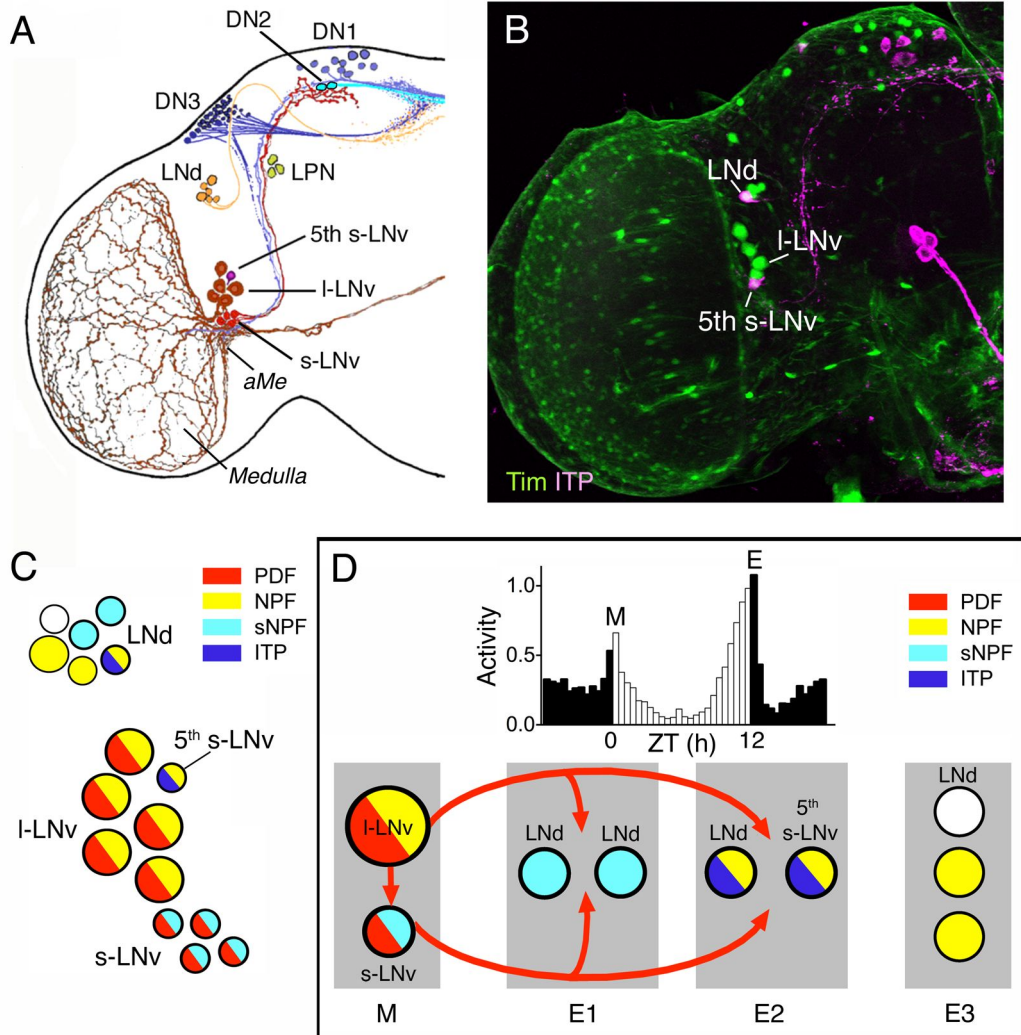 A
DN2
DN1
DN3
LNd
LPN
5th s-LNv
l-LNv
s-LNv
aMe
Medulla
B
LNd
l-LNv
5th s-LNv
Tim ITP
C
PDF
NPF
sNPF
ITP
LNd
5th s-LNv
l-LNv
s-LNv
D
E
M
1.0
0.5
0.0
Activity
0
ZT (h)
12
PDF
NPF
sNPF
ITP
l-LNv
s-LNv
LNd
LNd
LNd
5th
s-LNv
LNd
M
E1
E2
E3